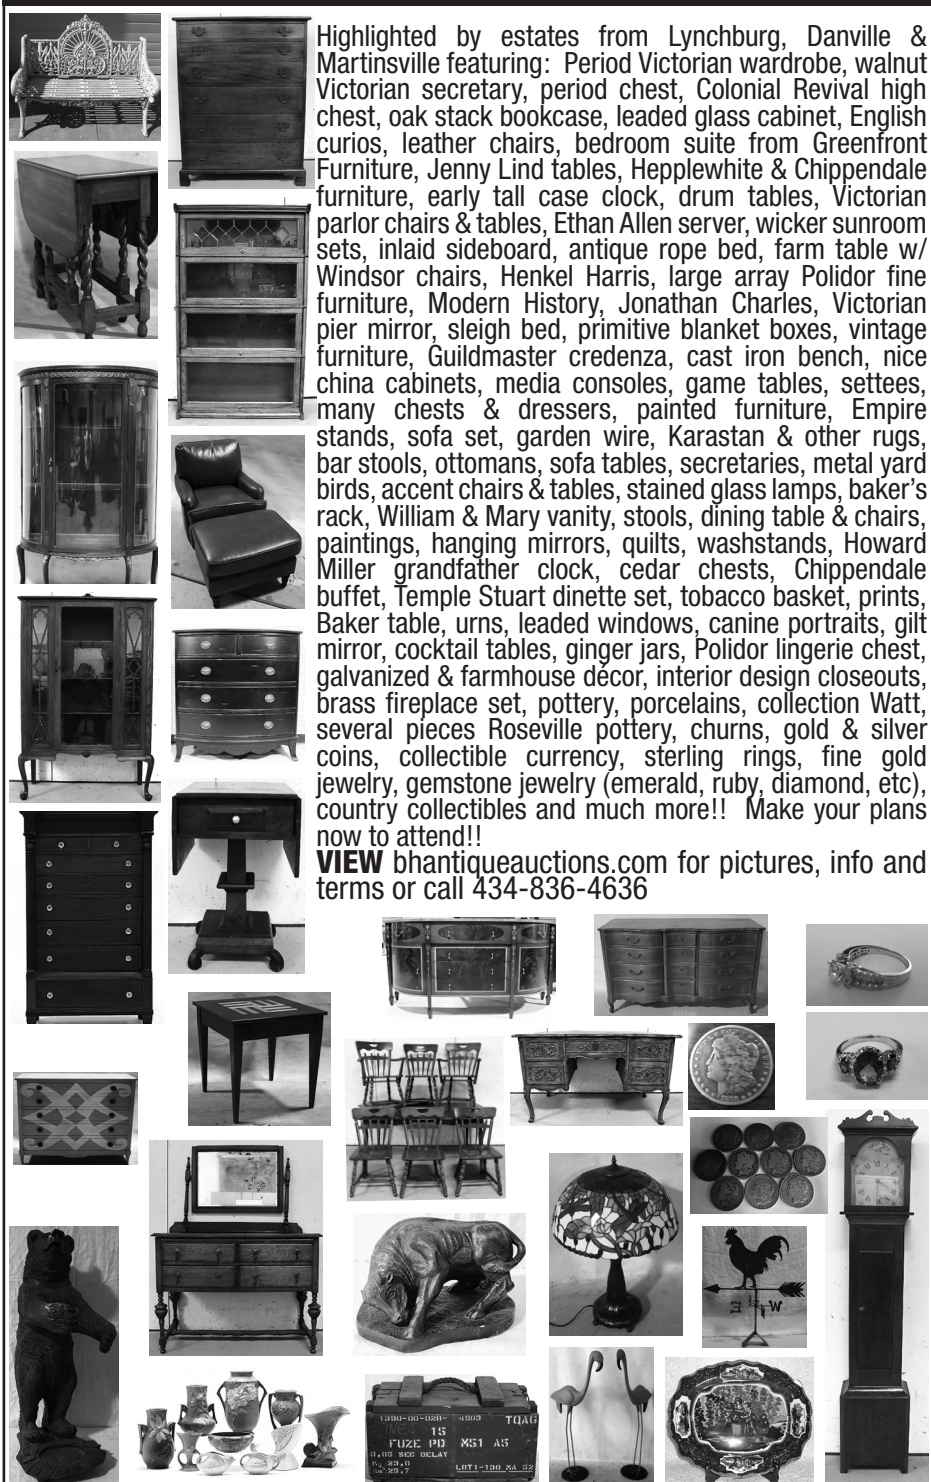 Highlighted by estates from Lynchburg, Danville &
Martinsville featuring: Period Victorian wardrobe, walnut
Victorian secretary, period chest, Colonial Revival high
chest, oak stack bookcase, leaded glass cabinet, English
curios, leather chairs, bedroom suite from Greenfront
Furniture, Jenny Lind tables, Hepplewhite & Chippendale
furniture, early tall case clock, drum tables, Victorian
parlor chairs & tables, Ethan Allen server, wicker sunroom
sets, inlaid sideboard, antique rope bed, farm table w/
Windsor chairs, Henkel Harris, large array Polidor fine
furniture, Modern History, Jonathan Charles, Victorian
pier mirror, sleigh bed, primitive blanket boxes, vintage
furniture, Guildmaster credenza, cast iron bench, nice
china cabinets, media consoles, game tables, settees,
many chests & dressers, painted furniture, Empire
stands, sofa set, garden wire, Karastan & other rugs,
bar stools, ottomans, sofa tables, secretaries, metal yard
birds, accent chairs & tables, stained glass lamps, baker's
rack, William & Mary vanity, stools, dining table & chairs,
paintings, hanging mirrors, quilts, washstands, Howard
Miller grandfather clock, cedar chests, Chippendale
buffet, Temple Stuart dinette set, tobacco basket, prints,
Baker table, urns, leaded windows, canine portraits, gilt
mirror, cocktail tables, ginger jars, Polidor lingerie chest,
galvanized & farmhouse décor, interior design closeouts,
brass fireplace set, pottery, porcelains, collection Watt,
several pieces Roseville pottery, churns, gold & silver
coins, collectible currency, sterling rings, fine gold
jewelry, gemstone jewelry (emerald, ruby, diamond, etc),
country collectibles and much more!! Make your plans
now to attend!!
VIEW bhantiqueauctions.com for pictures, info and
terms or call 434-836-4636
E W
TQAG
15
FUZE PD M51 A5
0.05 SEC DELAY